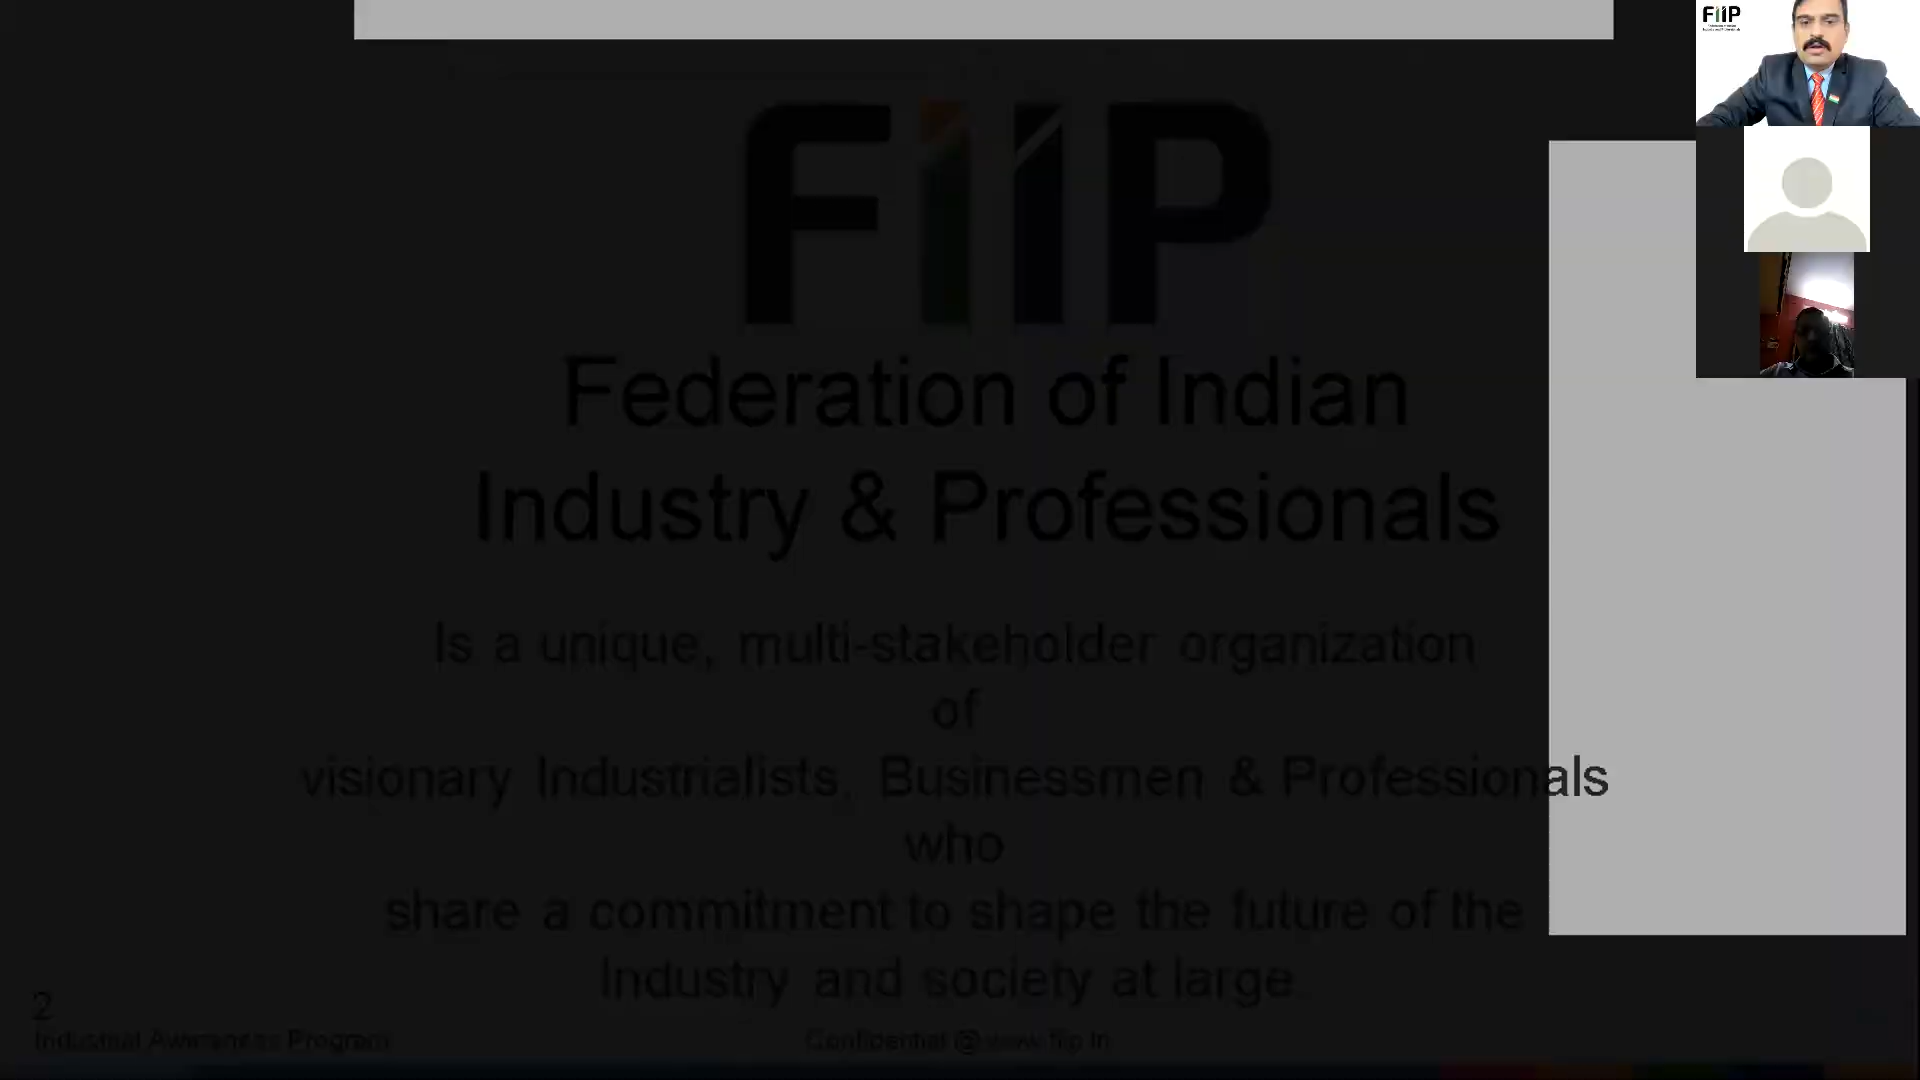 FiiP
Federation of Indian
Industry & Professionals
Is a unique, multi-stakeholder organization
of
visionary Industrialists, Businessmen & Professionals
who
share a commitment to shape the future of the
Industry and society at large
2
Industrial Awareness Program
Confidential @ www.fiip.in
FiiP